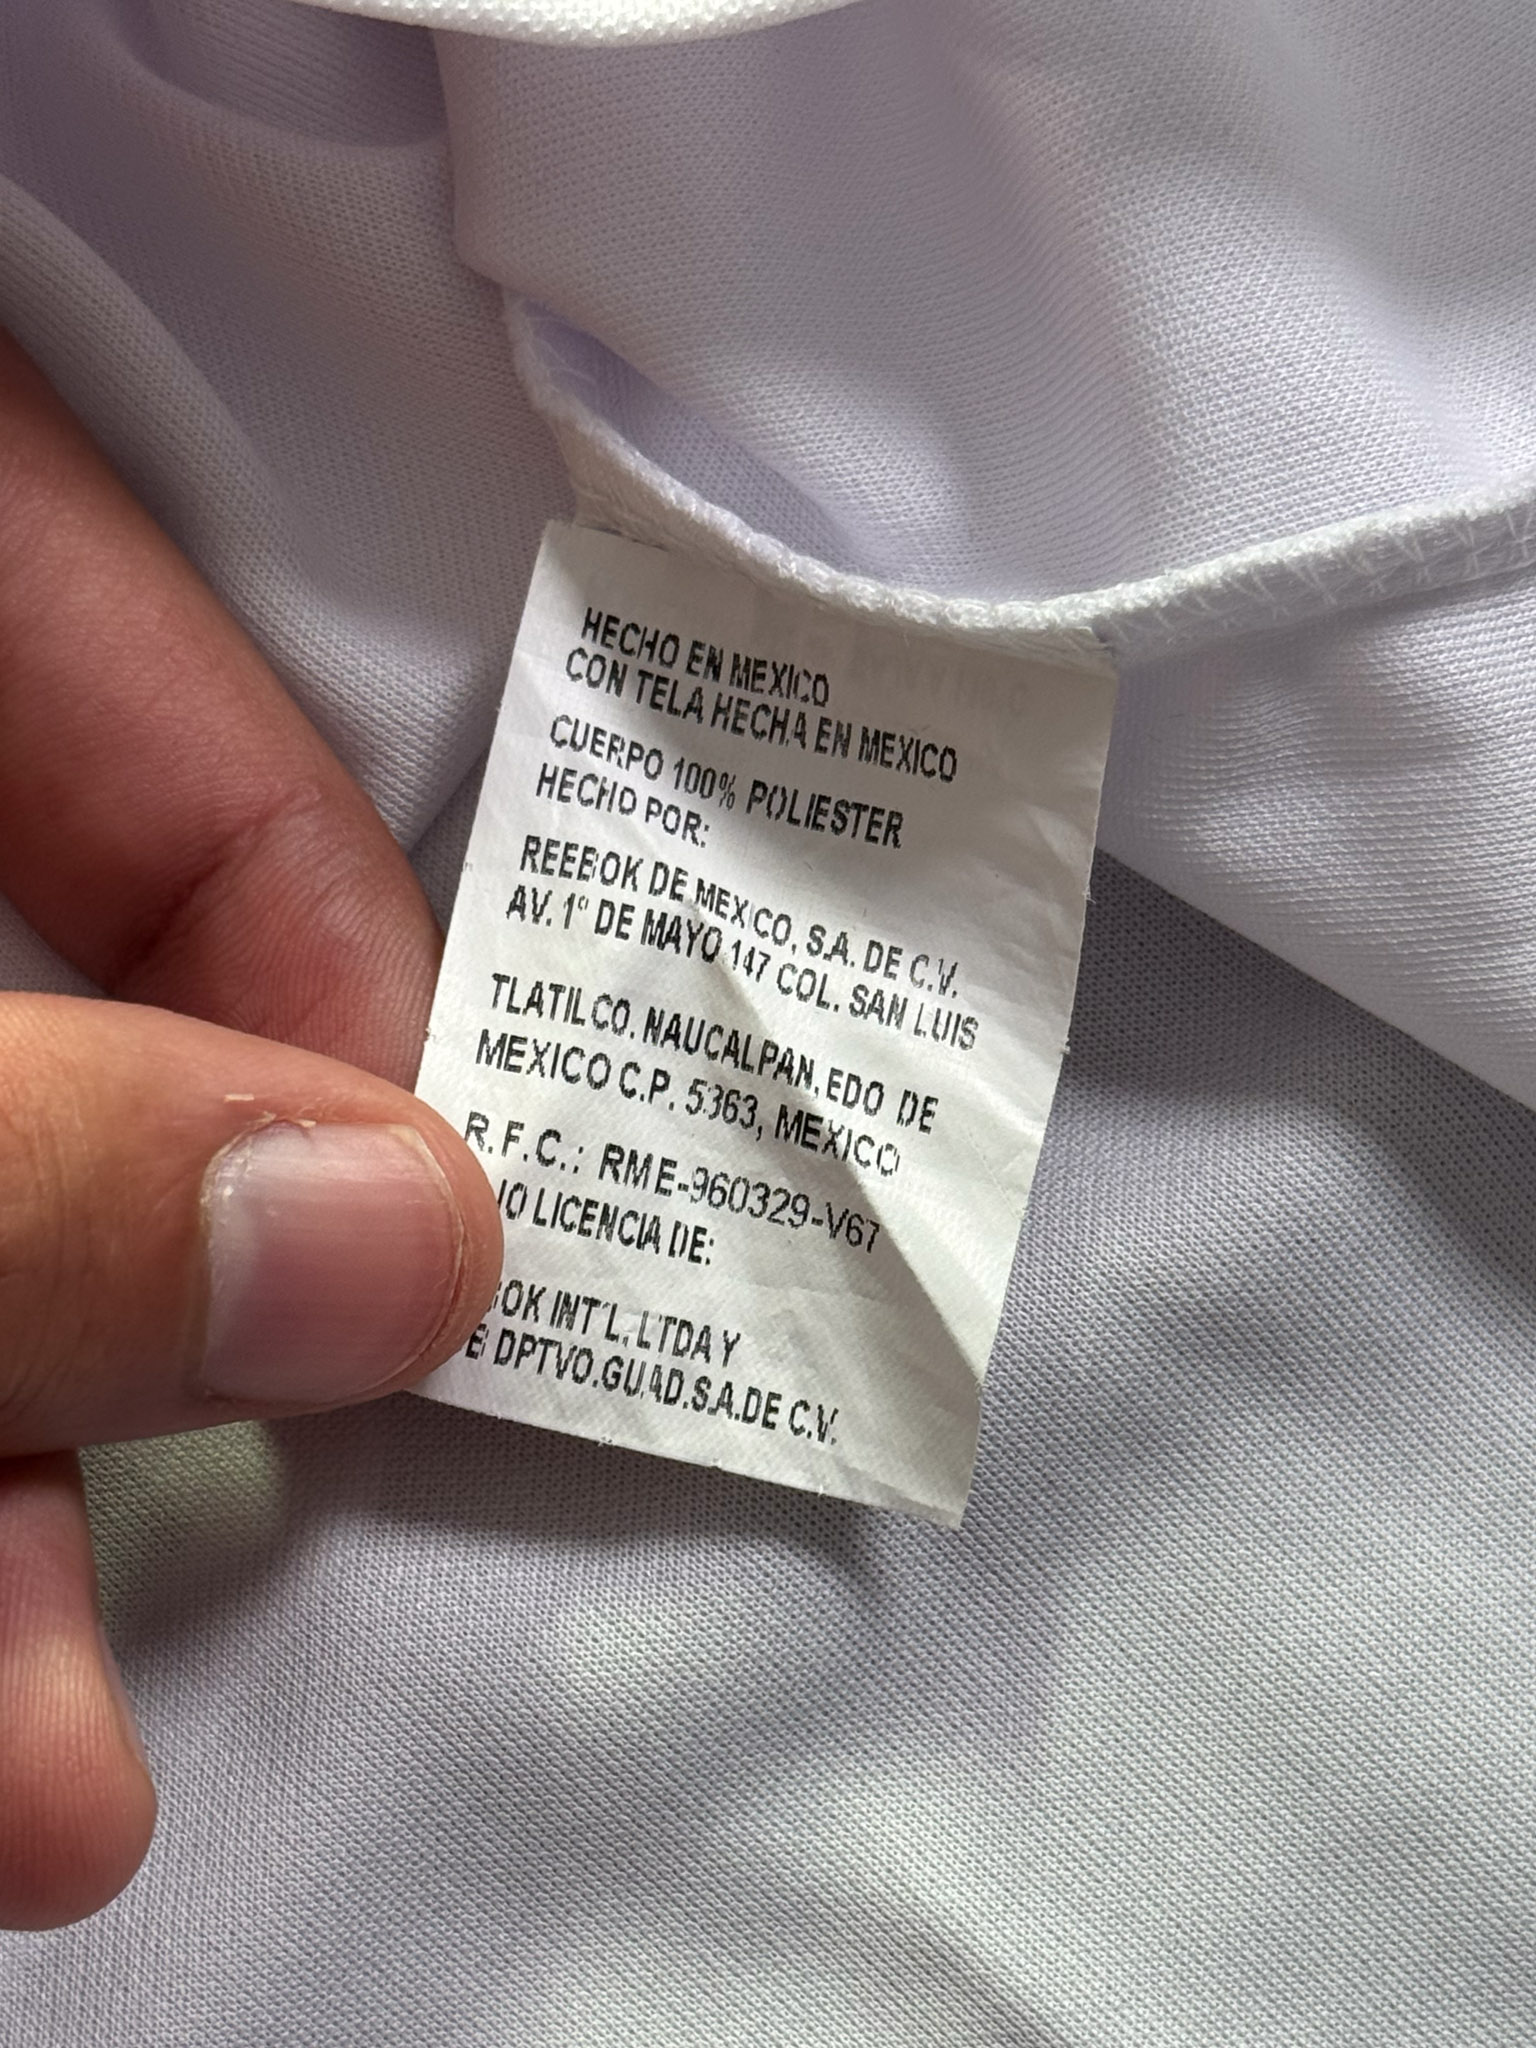 HECHO EN MEXICO
CON TELA HECHA EN MEXICO
CUERPO 100% POLIESTER
HECHO POR:
REEBOK DE MEXICO, S.A. DE C.V.
AV. 1° DE MAYO 147 COL. SAN LUIS
TLATILCO. NAUCALPAN, EDO DE
MEXICO C.P. 5363, MEXICO
R.F.C.: RME-960329-V67
LICENCIA DE:
INT'L. LTDA Y
DPTVO.GUAD.S.A.DE C.V.